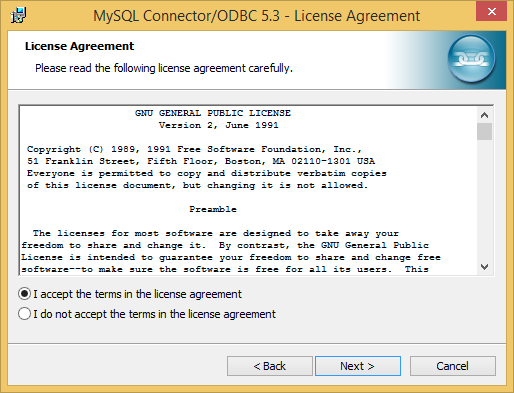 MySQL Connector/ODBC 5.3 - License Agreement
License Agreement
Please read the following license agreement carefully.
GNU GENERAL PUBLIC LICENSE
Version 2, June 1991
Copyright (C) 1989, 1991 Free Software Foundation, Inc.,
51 Franklin Street, Fifth Floor, Boston, MA 02110-1301 USA
Everyone is permitted to copy and distribute verbatim copies
of this license document, but changing it is not allowed.
Preamble
The licenses for most software are designed to take away your
freedom to share and change it.  By contrast, the GNU General Public
License is intended to guarantee your freedom to share and change free
software--to make sure the software is free for all its users.  This
I accept the terms in the license agreement
I do not accept the terms in the license agreement
< Back
Next >
Cancel